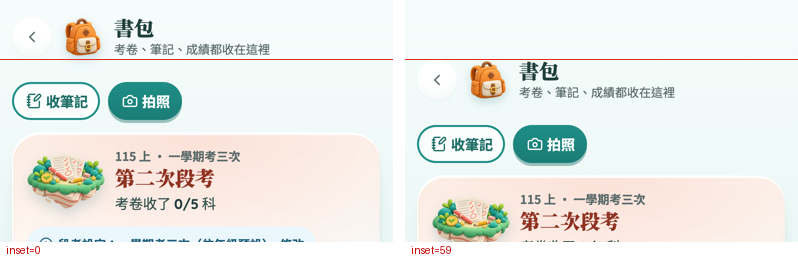 書包
考卷、筆記、成績都收在這裡
收筆記
拍照
115 上 · 一學期考三次
第二次段考
考卷收了 0/5 科
inset=0
書包
考卷、筆記、成績都收在這裡
收筆記
拍照
115 上 · 一學期考三次
第二次段考
inset=59